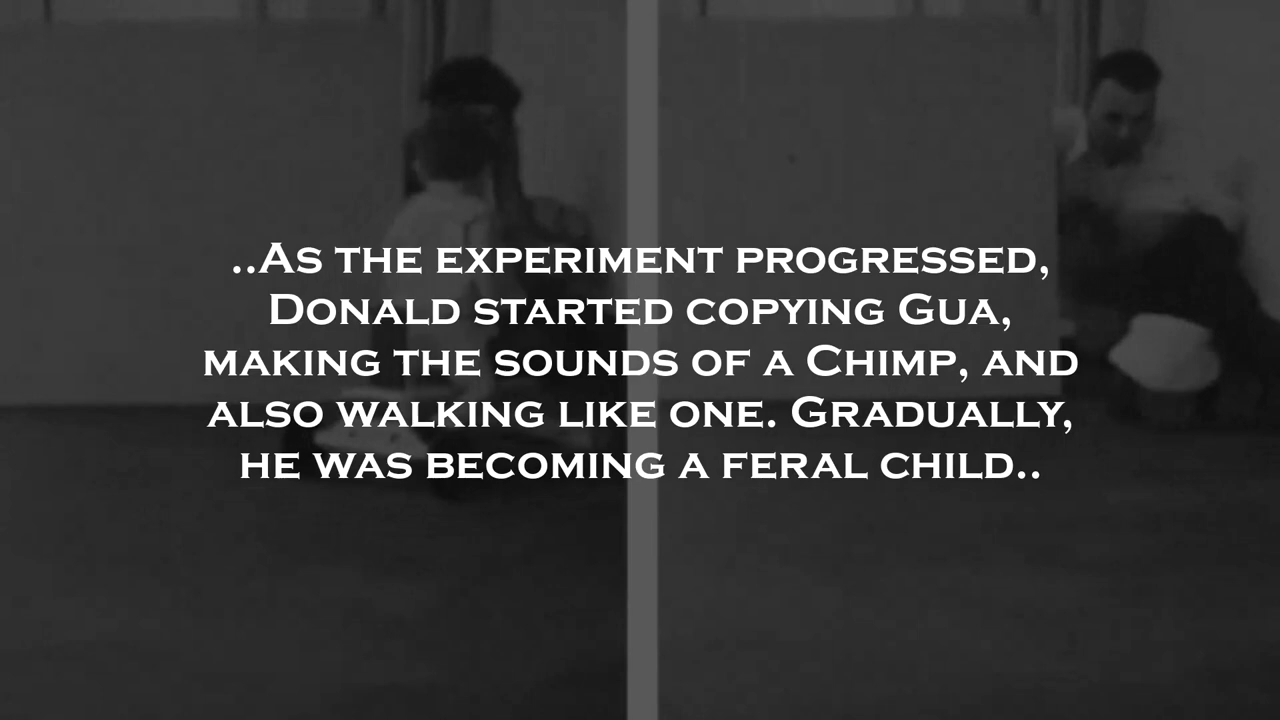 ..As the experiment progressed,
Donald started copying Gua,
making the sounds of a Chimp, and
also walking like one. Gradually,
he was becoming a feral child..